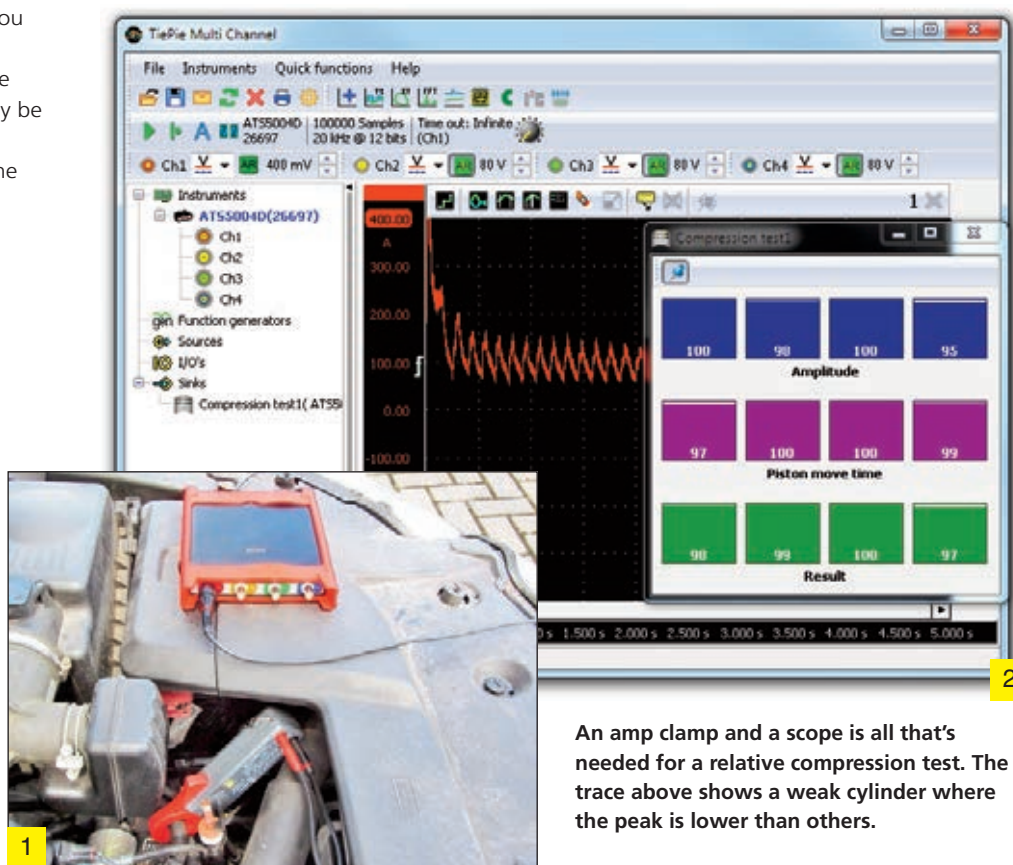 ou
e
y be
ne
TiePie Multi Channel
File Instruments Quick functions Help
ATS5004D 100000 Samples Time out: Infinite
26697 20 kHz @ 12 bits (Ch1)
Ch1 400 mV Ch2 80 V Ch3 80 V Ch4 80 V
Instruments
ATS5004D(26697)
Ch1
Ch2
Ch3
Ch4
gen Function generators
Sources
I/O's
Sinks
Compression test1( ATS5
1
400.00
A
300.00
200.00
100.00
0.00
-100.00
Compression test1
100 98 100 95
Amplitude
97 100 100 99
Piston move time
98 99 100 97
Result
0 s 1.500 s 2.000 s 2.500 s 3.000 s 3.500 s 4.000 s 4.500 s 5.000 s
2
1
An amp clamp and a scope is all that's
needed for a relative compression test. The
trace above shows a weak cylinder where
the peak is lower than others.